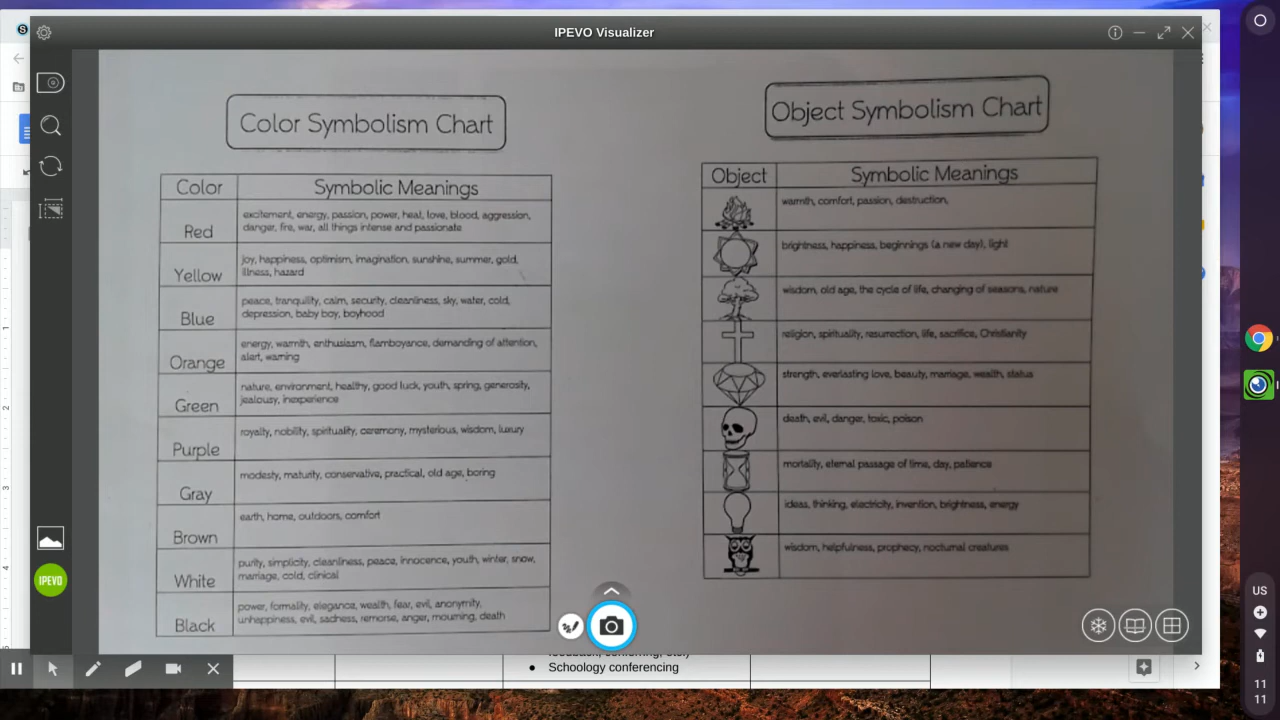 IPEVO Visualizer
Color Symbolism Chart
Color Symbolic Meanings
Red excitement, energy, passion, power, heat, love, blood, aggression,
danger, fire, war, all things intense and passionate
Yellow joy, happiness, optimism, imagination, sunshine, summer, gold,
illness, hazard
Blue peace, tranquility, calm, security, cleanliness, sky, water, cold,
depression, baby boy, boyhood
Orange energy, warmth, enthusiasm, flamboyance, demanding of attention,
alert, warning
Green nature, environment, healthy, good luck, youth, spring, generosity,
jealousy, inexperience
Purple royalty, nobility, spirituality, ceremony, mysterious, wisdom, luxury
Gray modesty, maturity, conservative, practical, old age, boring
Brown earth, home, outdoors, comfort
White purity, simplicity, cleanliness, peace, innocence, youth, winter, snow,
marriage, cold, clinical
Black power, formality, elegance, wealth, fear, evil, anonymity,
unhappiness, evil, sadness, remorse, anger, mourning, death
Object Symbolism Chart
Object Symbolic Meanings
warmth, comfort, passion, destruction,
brightness, happiness, beginnings (a new day), light
wisdom, old age, the cycle of life, changing of seasons, nature
religion, spirituality, resurrection, life, sacrifice, Christianity
strength, everlasting love, beauty, marriage, wealth, status
death, evil, danger, toxic, poison
mortality, eternal passage of time, day, patience
ideas, thinking, electricity, invention, brightness, energy
wisdom, helpfulness, prophecy, nocturnal creatures
IPEVO
● Schoology conferencing
S
1
2
3
4
US
11
11